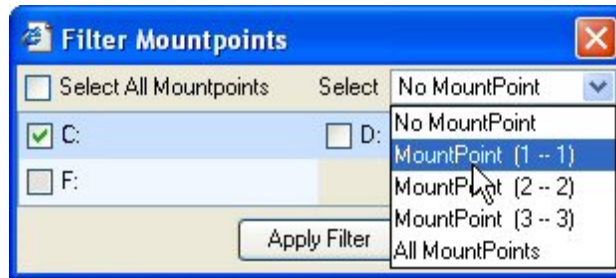 Filter Mountpoints
Select All Mountpoints Select No MountPoint
C: D: No MountPoint
MountPoint (1 -- 1)
F: MountPoint (2 -- 2)
MountPoint (3 -- 3)
Apply Filter All MountPoints